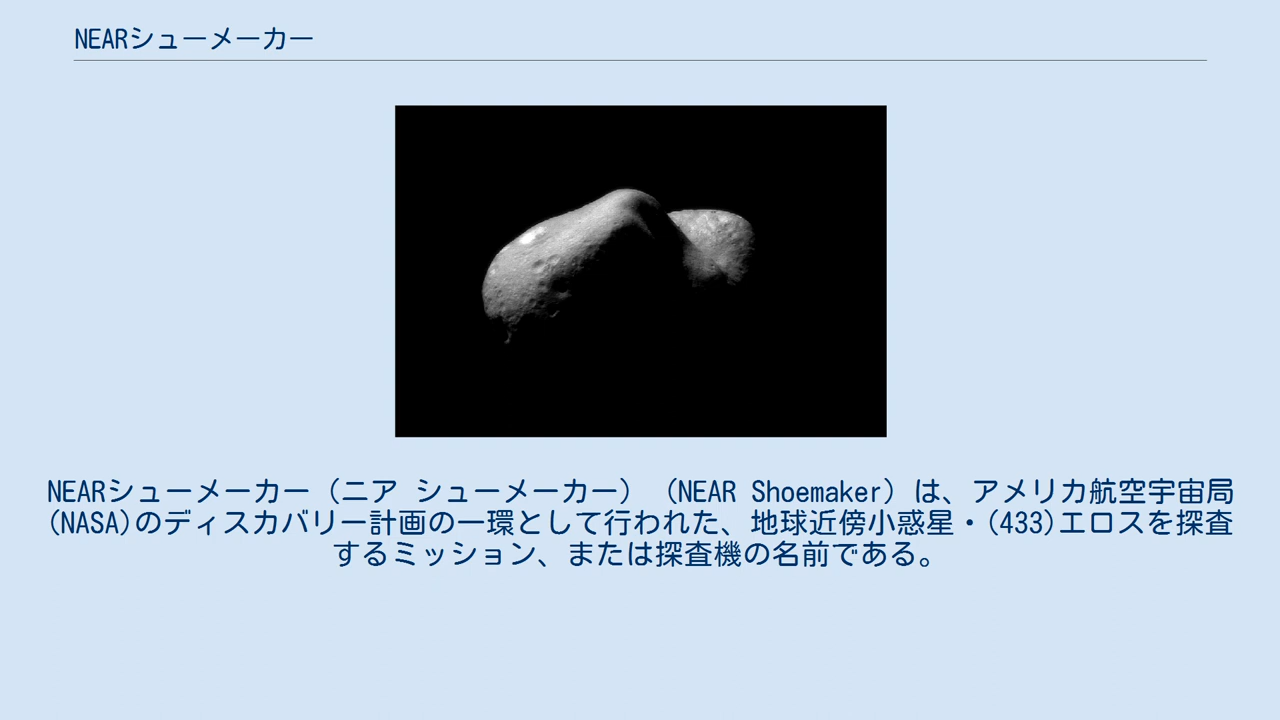 NEARシューメーカー
NEARシューメーカー（ニア シューメーカー）（NEAR Shoemaker）は、アメリカ航空宇宙局
(NASA)のディスカバリー計画の一環として行われた、地球近傍小惑星・(433)エロスを探査
するミッション、または探査機の名前である。